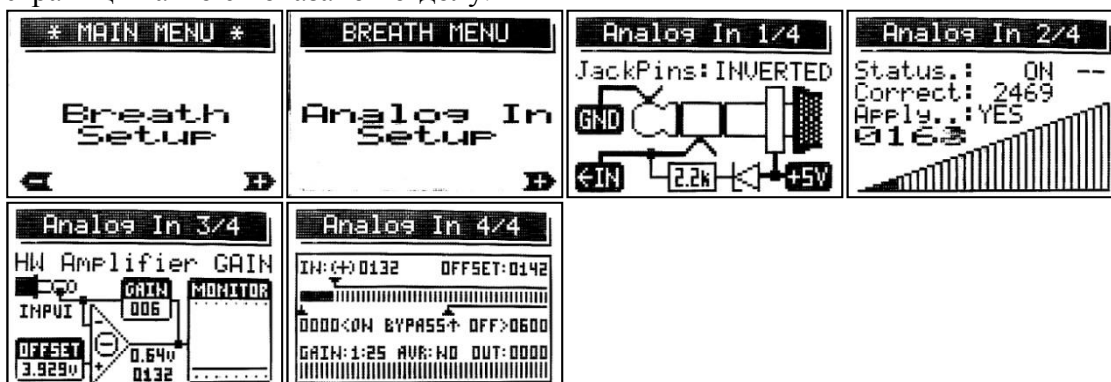 * MAIN MENU *
Breath
Setup
-
+
BREATH MENU
Analog In
Setup
+
Analog In 1/4
JackPins:INVERTED
GND
←IN
2.2k
+5V
Analog In 2/4
Status.: ON --
Correct: 2469
Apply..:YES
0163
Analog In 3/4
HW Amplifier GAIN
GAIN MONITOR
006
INPUT
-
OFFSET
3.929v
+
0.64v
0132
Analog In 4/4
IN:(+)0132 OFFSET:0142
0000<ON BYPASS↑ OFF>0600
GAIN:1:25 AVR:NO OUT:0000